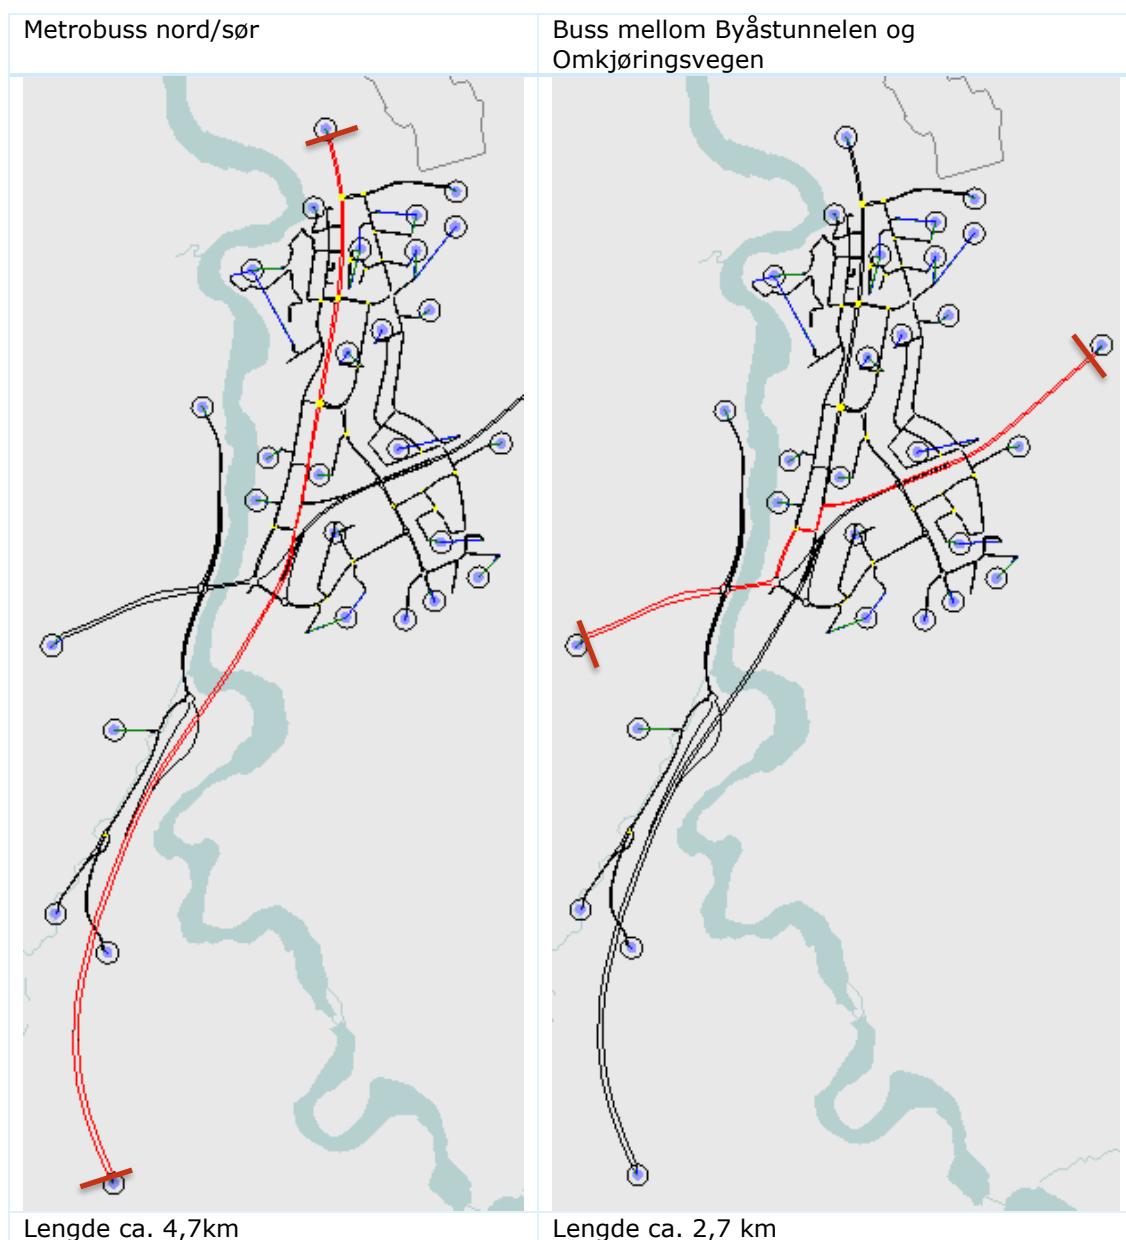 Metrobuss nord/sør
Buss mellom Byåstunnelen og
Omkjøringsvegen
Lengde ca. 4,7km
Lengde ca. 2,7 km